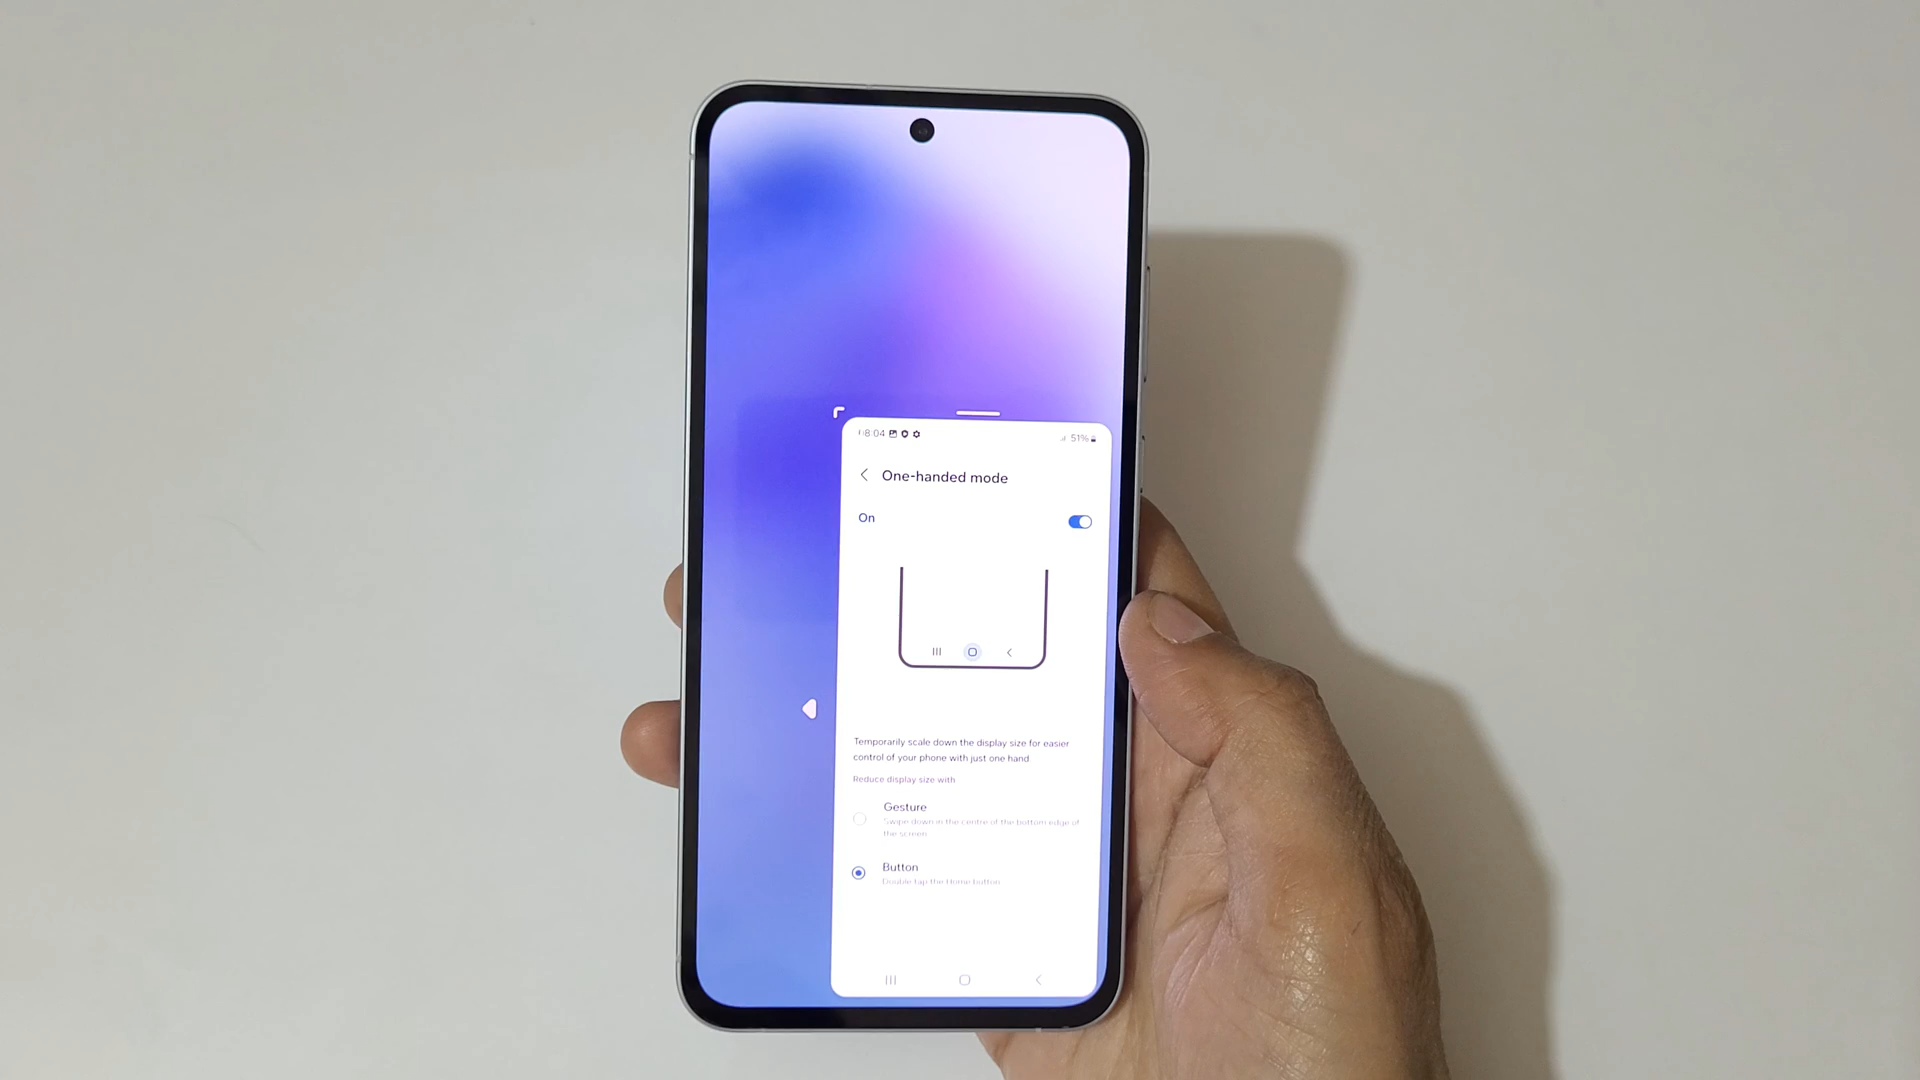 8:04
51%
One-handed mode
On
Temporarily scale down the display size for easier
control of your phone with just one hand.
Reduce display size with
Gesture
Swipe down in the centre of the bottom edge of
the screen.
Button
Double tap the Home button.